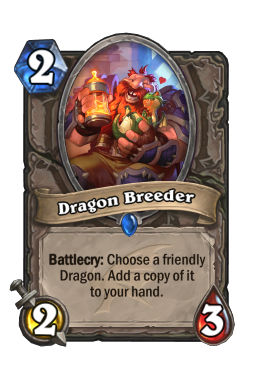 2
Dragon Breeder
Battlecry: Choose a friendly
Dragon. Add a copy of it
to your hand.
2
3